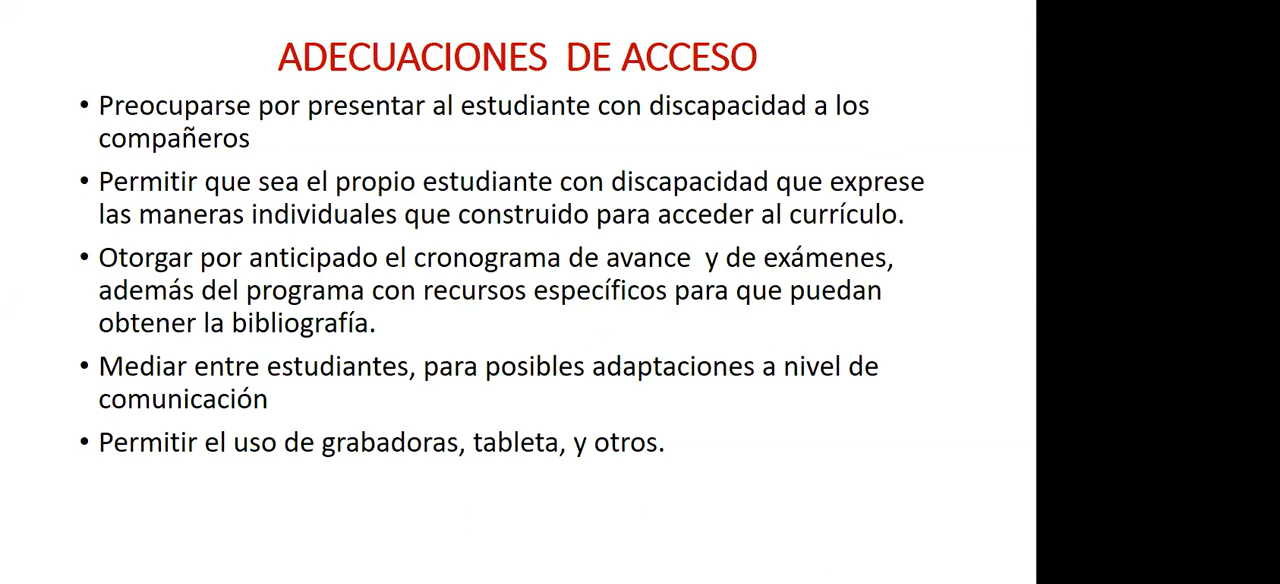 ADECUACIONES  DE ACCESO
• Preocuparse por presentar al estudiante con discapacidad a los
compañeros
• Permitir que sea el propio estudiante con discapacidad que exprese
las maneras individuales que construido para acceder al currículo.
• Otorgar por anticipado el cronograma de avance  y de exámenes,
además del programa con recursos específicos para que puedan
obtener la bibliografía.
• Mediar entre estudiantes, para posibles adaptaciones a nivel de
comunicación
• Permitir el uso de grabadoras, tableta, y otros.